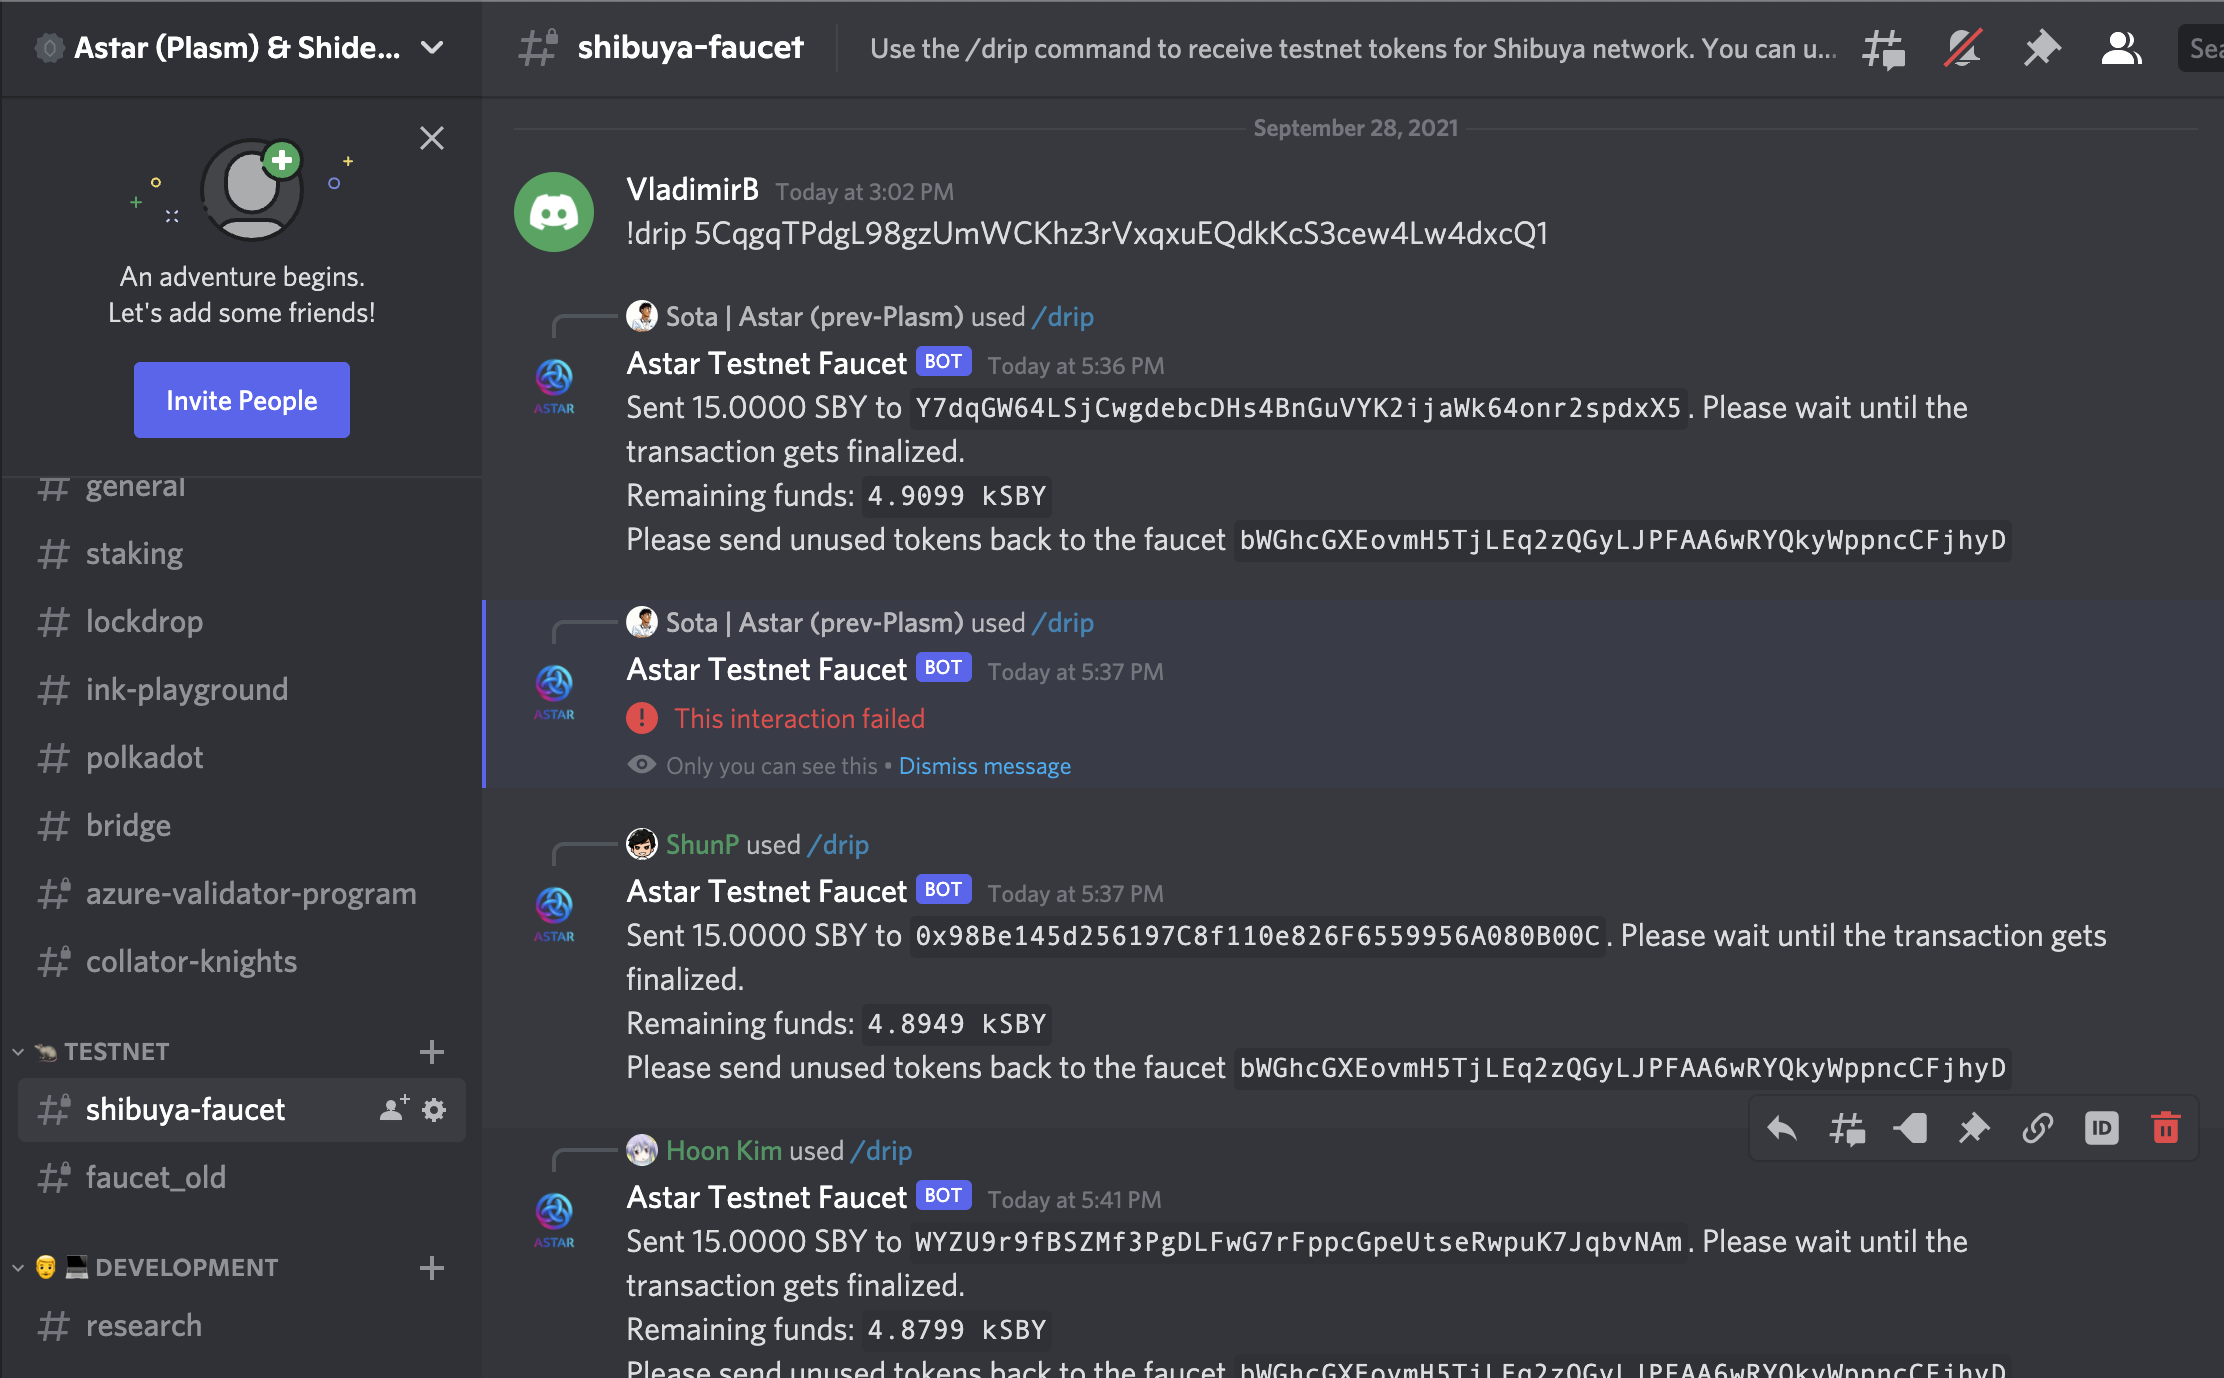 Astar (Plasm) & Shide...
An adventure begins.
Let's add some friends!
Invite People
general
staking
lockdrop
ink-playground
polkadot
bridge
azure-validator-program
collator-knights
TESTNET
shibuya-faucet
faucet_old
DEVELOPMENT
research
shibuya-faucet
Use the /drip command to receive testnet tokens for Shibuya network. You can u...
Sea
September 28, 2021
VladimirB Today at 3:02 PM
!drip 5CqgqTPdgL98gzUmWCKhz3rVxqxuEQdkKcS3cew4Lw4dxcQ1
Sota | Astar (prev-Plasm) used /drip
ASTAR
Astar Testnet Faucet BOT Today at 5:36 PM
Sent 15.0000 SBY to Y7dqGW64LSjCwgdebcDHs4BnGuVYK2ijaWk64onr2spdxX5. Please wait until the
transaction gets finalized.
Remaining funds: 4.9099 kSBY
Please send unused tokens back to the faucet bWGhcGXEovmH5TjLEq2zQGyLJPFAA6wRYQkyWppncCFjhyD
Sota | Astar (prev-Plasm) used /drip
ASTAR
Astar Testnet Faucet BOT Today at 5:37 PM
This interaction failed
Only you can see this • Dismiss message
ShunP used /drip
ASTAR
Astar Testnet Faucet BOT Today at 5:37 PM
Sent 15.0000 SBY to 0x98Be145d256197C8f110e826F6559956A080B00C. Please wait until the transaction gets
finalized.
Remaining funds: 4.8949 kSBY
Please send unused tokens back to the faucet bWGhcGXEovmH5TjLEq2zQGyLJPFAA6wRYQkyWppncCFjhyD
ID
Hoon Kim used /drip
ASTAR
Astar Testnet Faucet BOT Today at 5:41 PM
Sent 15.0000 SBY to WYZU9r9fBSZMf3PgDLFwG7rFppcGpeUtseRwpuK7JqbvNAm. Please wait until the
transaction gets finalized.
Remaining funds: 4.8799 kSBY
Please send unused tokens back to the faucet bWGhcGXEovmH5TjLEq2zQGyLJPFAA6wRYQkyWppncCFjhyD